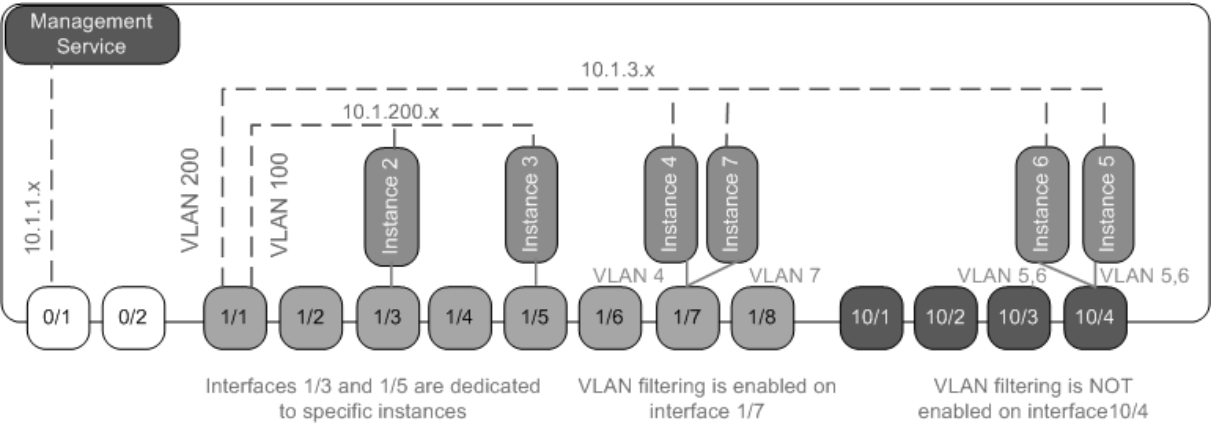 Management
Service
10.1.3.x
10.1.200.x
10.1.1.x
VLAN 200
VLAN 100
Instance 2
Instance 3
Instance 4
Instance 7
Instance 6
Instance 5
VLAN 4
VLAN 7
VLAN 5,6
VLAN 5,6
0/1
0/2
1/1
1/2
1/3
1/4
1/5
1/6
1/7
1/8
10/1
10/2
10/3
10/4
Interfaces 1/3 and 1/5 are dedicated
to specific instances
VLAN filtering is enabled on
interface 1/7
VLAN filtering is NOT
enabled on interface10/4